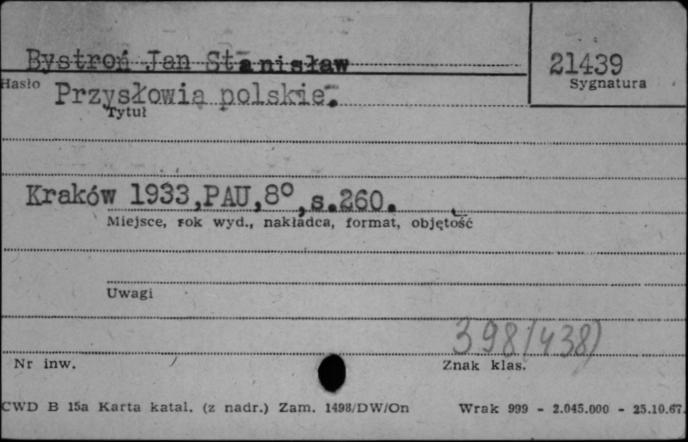 Bystroń Jan Stanisław
21439
Hasło
Sygnatura
Przysłowia polskie.
Tytuł
Kraków 1933,PAU,8°,s.260.
Miejsce, rok wyd., nakładca, format, objętość
Uwagi
398(438)
Nr inw.
Znak klas.
CWD B 15a Karta katal. (z nadr.) Zam. 1498/DW/On
Wrak 999 - 2.045.000 - 25.10.67.